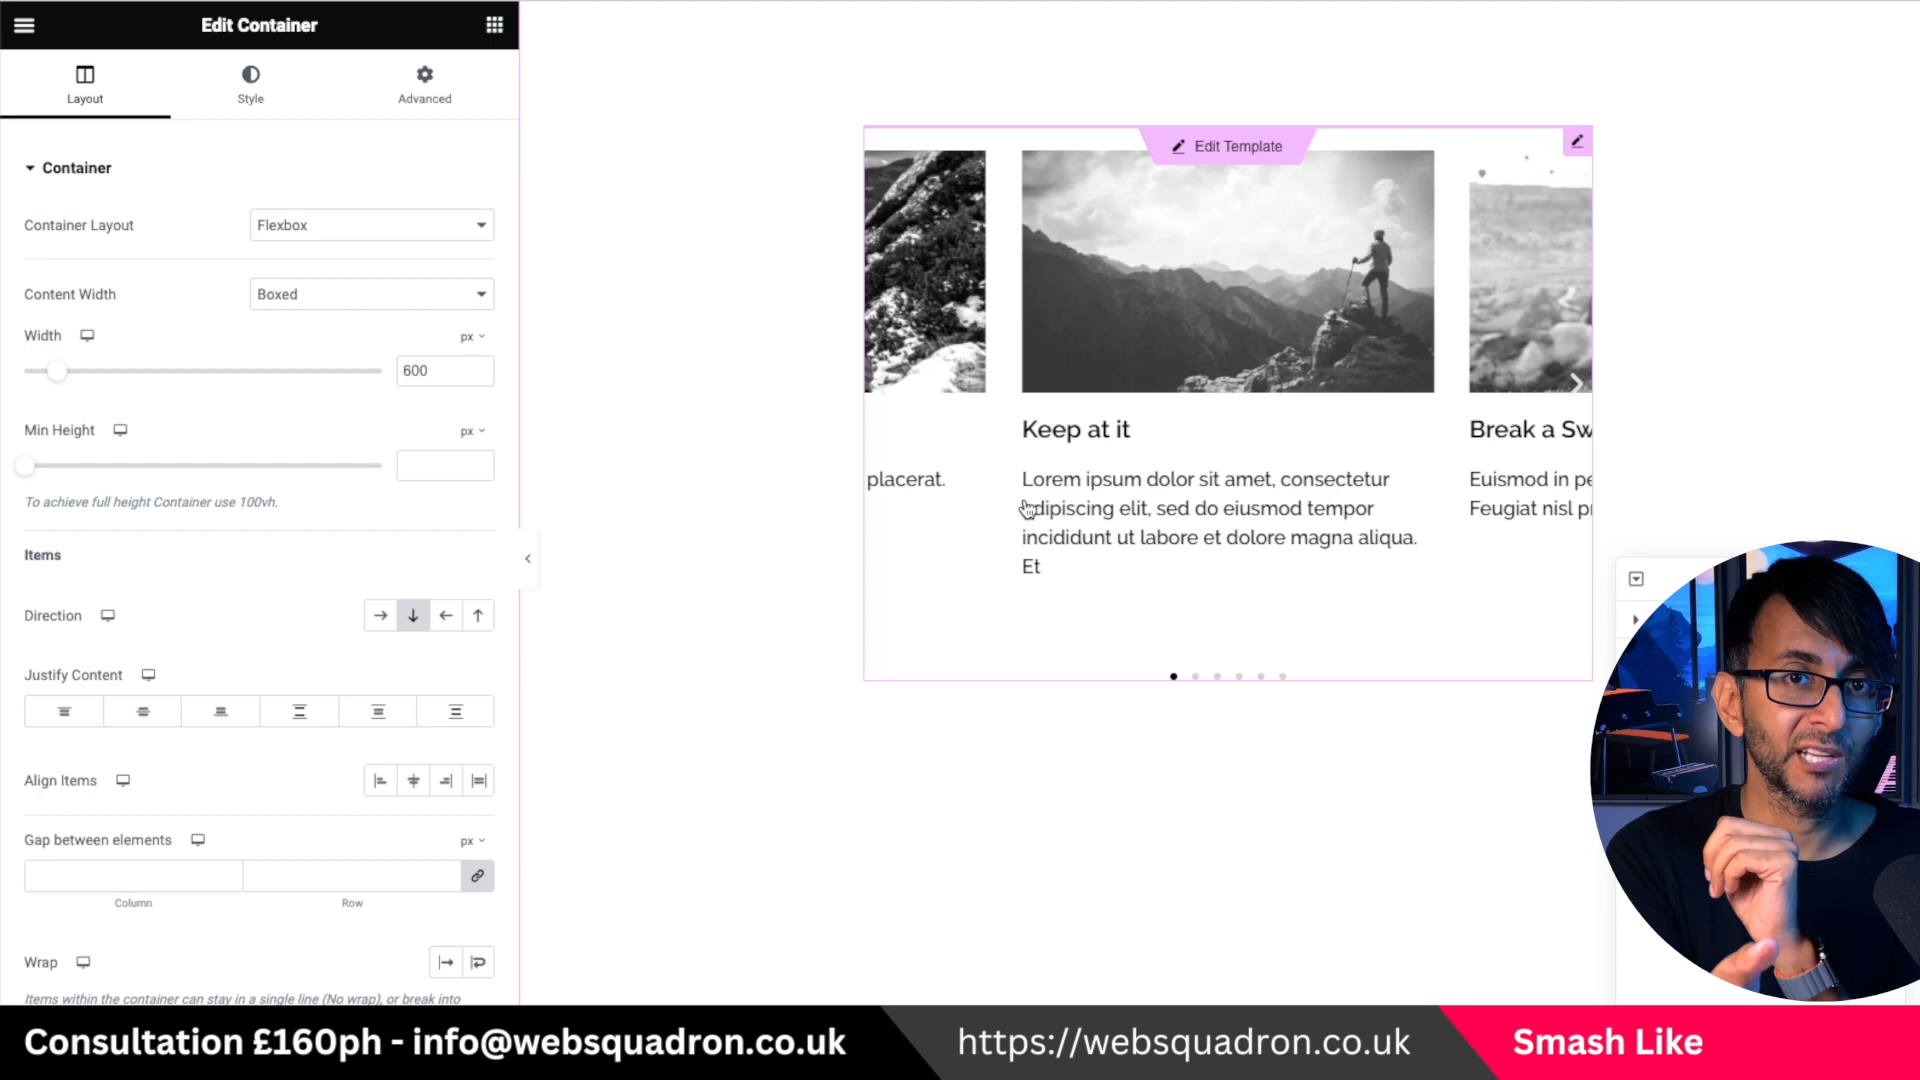 Edit Container
Layout
Style
Advanced
Container
Container Layout
Flexbox
Content Width
Boxed
Width
px
600
Min Height
px
To achieve full height Container use 100vh.
Items
Direction
Justify Content
Align Items
Gap between elements
px
Column
Row
Wrap
Items within the container can stay in a single line (No wrap), or break into
Edit Template
Keep at it
Break a Sw
placerat.
Lorem ipsum dolor sit amet, consectetur
adipiscing elit, sed do eiusmod tempor
incididunt ut labore et dolore magna aliqua.
Et
Euismod in pe
Feugiat nisl pr
Consultation £160ph - info@websquadron.co.uk
https://websquadron.co.uk
Smash Like